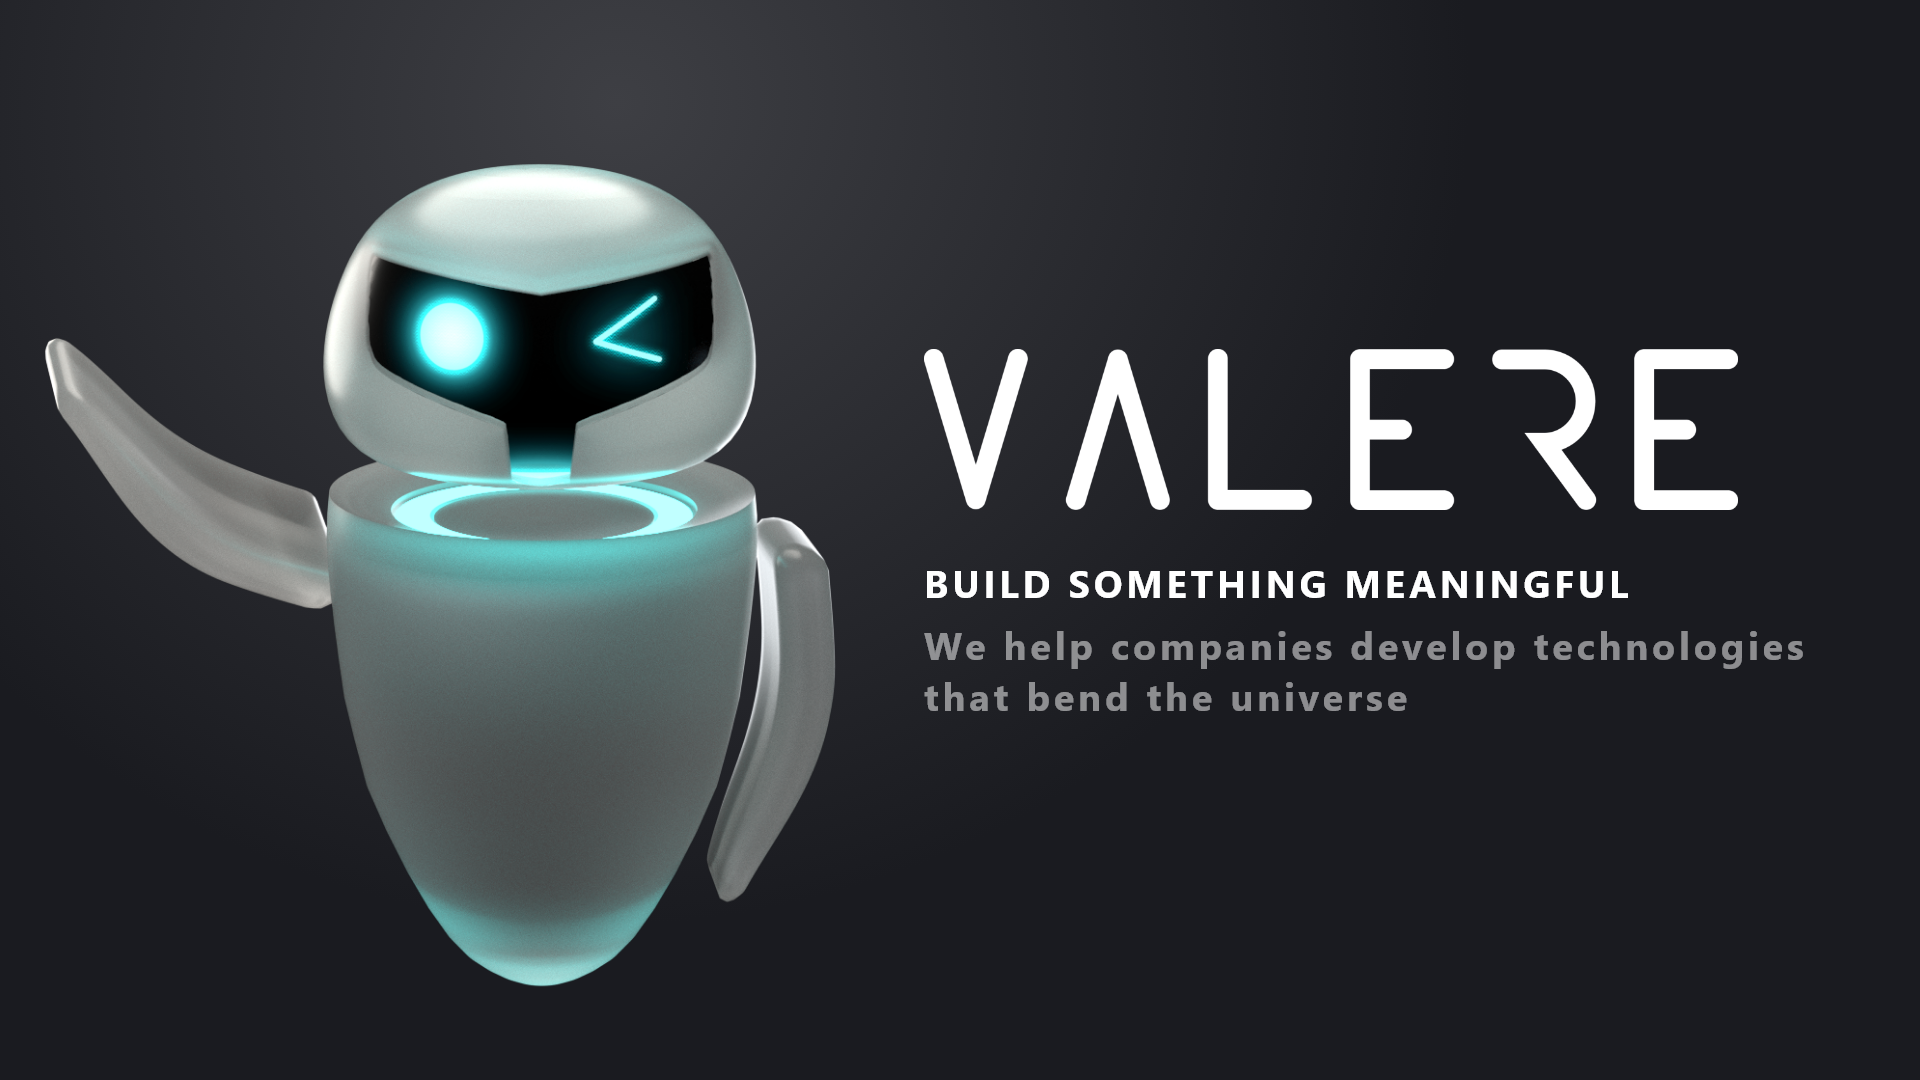 VALERE
BUILD SOMETHING MEANINGFUL
We help companies develop technologies
that bend the universe